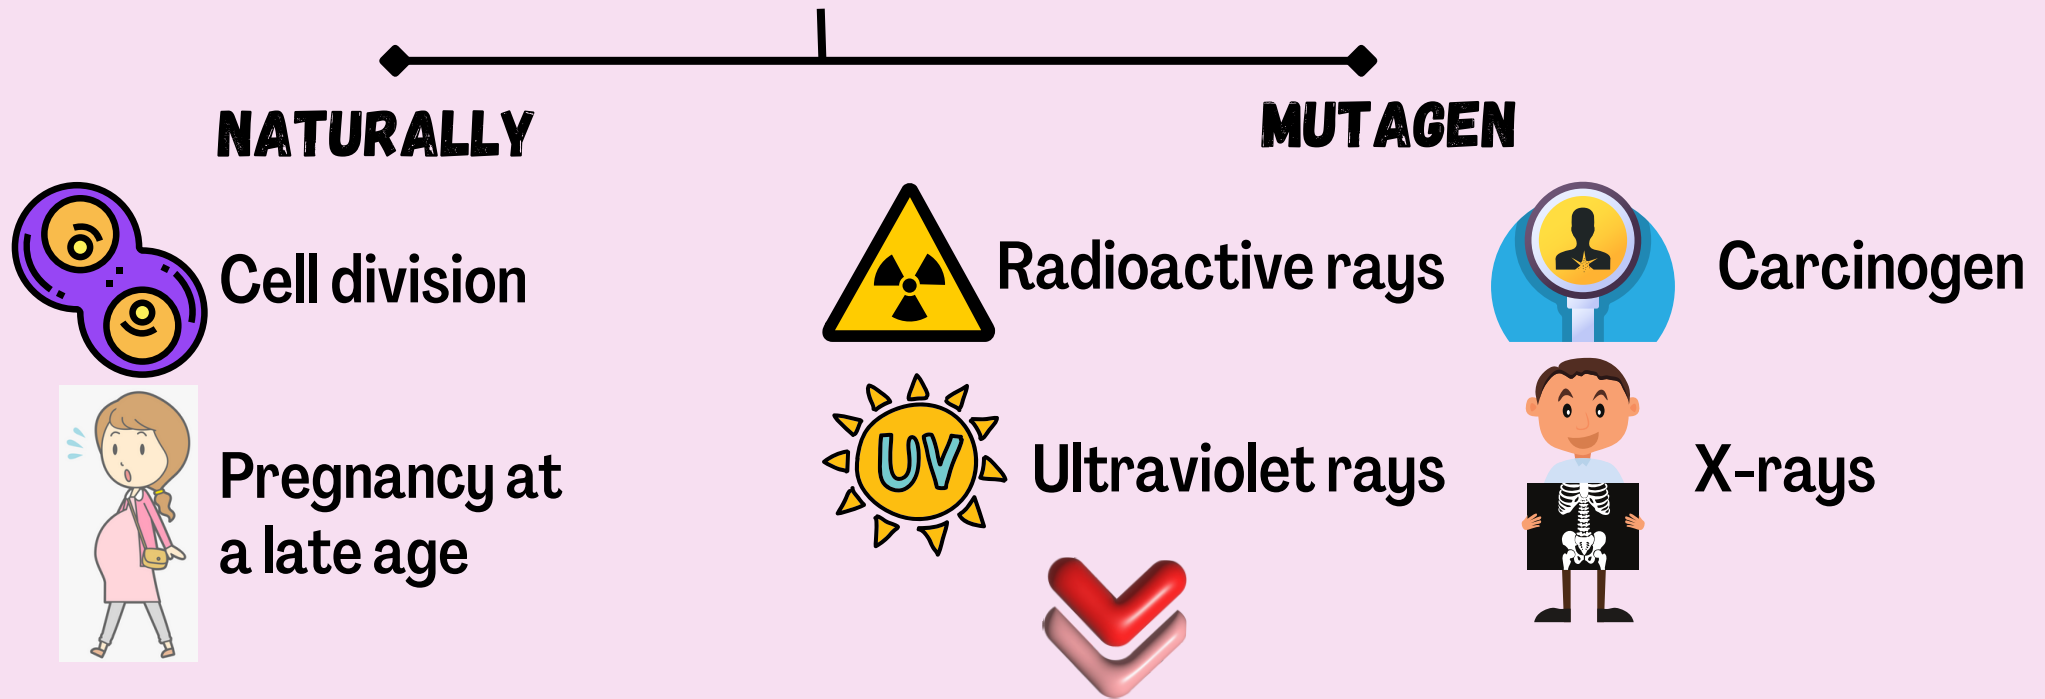 NATURALLY
MUTAGEN
Cell division
Pregnancy at
a late age
Radioactive rays
Carcinogen
UV
Ultraviolet rays
X-rays